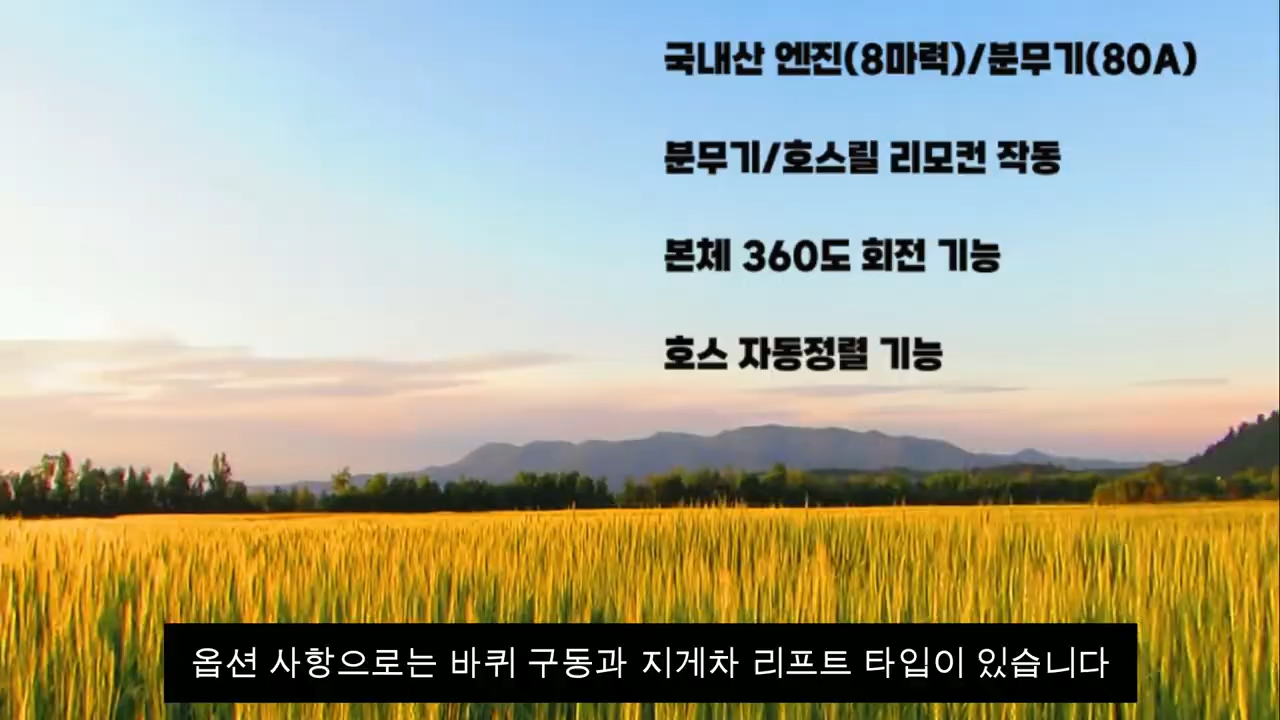 국내산 엔진(8마력)/분무기(80A)
분무기/호스릴 리모컨 작동
본체 360도 회전 기능
호스 자동정렬 기능
옵션 사항으로는 바퀴 구동과 지게차 리프트 타입이 있습니다